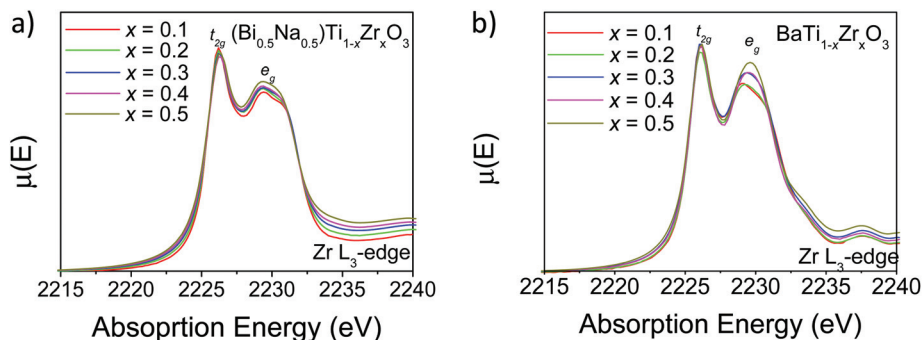 a)
x = 0.1
x = 0.2
x = 0.3
x = 0.4
x = 0.5
t2g
(Bi0.5Na0.5)Ti1-xZrxO3
eg
μ(E)
Zr L3-edge
2215 2220 2225 2230 2235 2240
Absoprtion Energy (eV)
b)
x = 0.1
x = 0.2
x = 0.3
x = 0.4
x = 0.5
t2g
BaTi1-xZrxO3
eg
μ(E)
Zr L3-edge
2215 2220 2225 2230 2235 2240
Absorption Energy (eV)